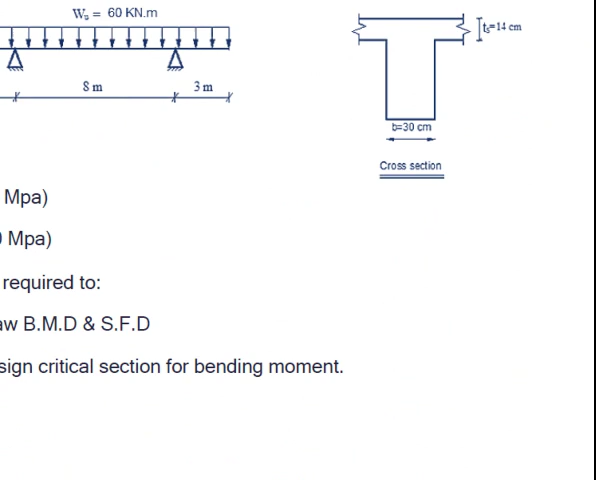 Wu = 60 KN.m
ts=14 cm
8 m
3 m
b=30 cm
Cross section
Mpa)
Mpa)
required to:
aw B.M.D & S.F.D
sign critical section for bending moment.